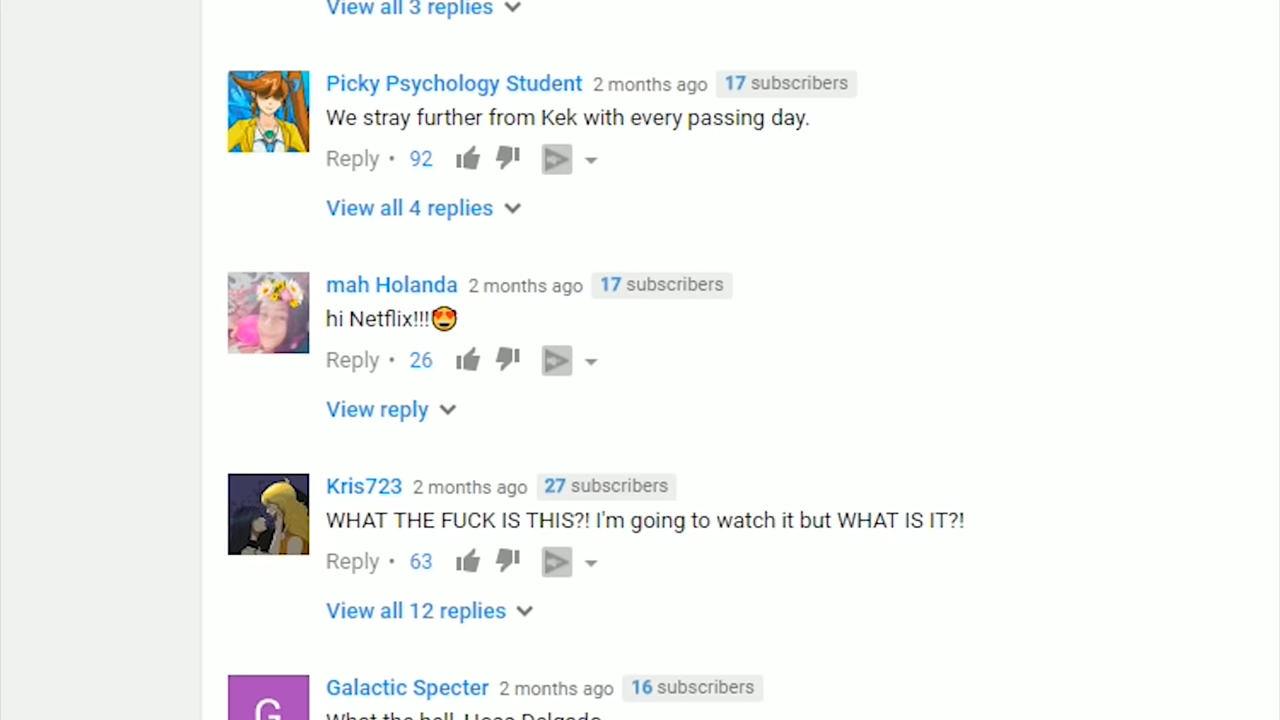 View all 3 replies
Picky Psychology Student 2 months ago 17 subscribers
We stray further from Kek with every passing day.
Reply • 92
View all 4 replies
mah Holanda 2 months ago 17 subscribers
hi Netflix!!!😍
Reply • 26
View reply
Kris723 2 months ago 27 subscribers
WHAT THE FUCK IS THIS?! I'm going to watch it but WHAT IS IT?!
Reply • 63
View all 12 replies
G
Galactic Specter 2 months ago 16 subscribers
What the hell